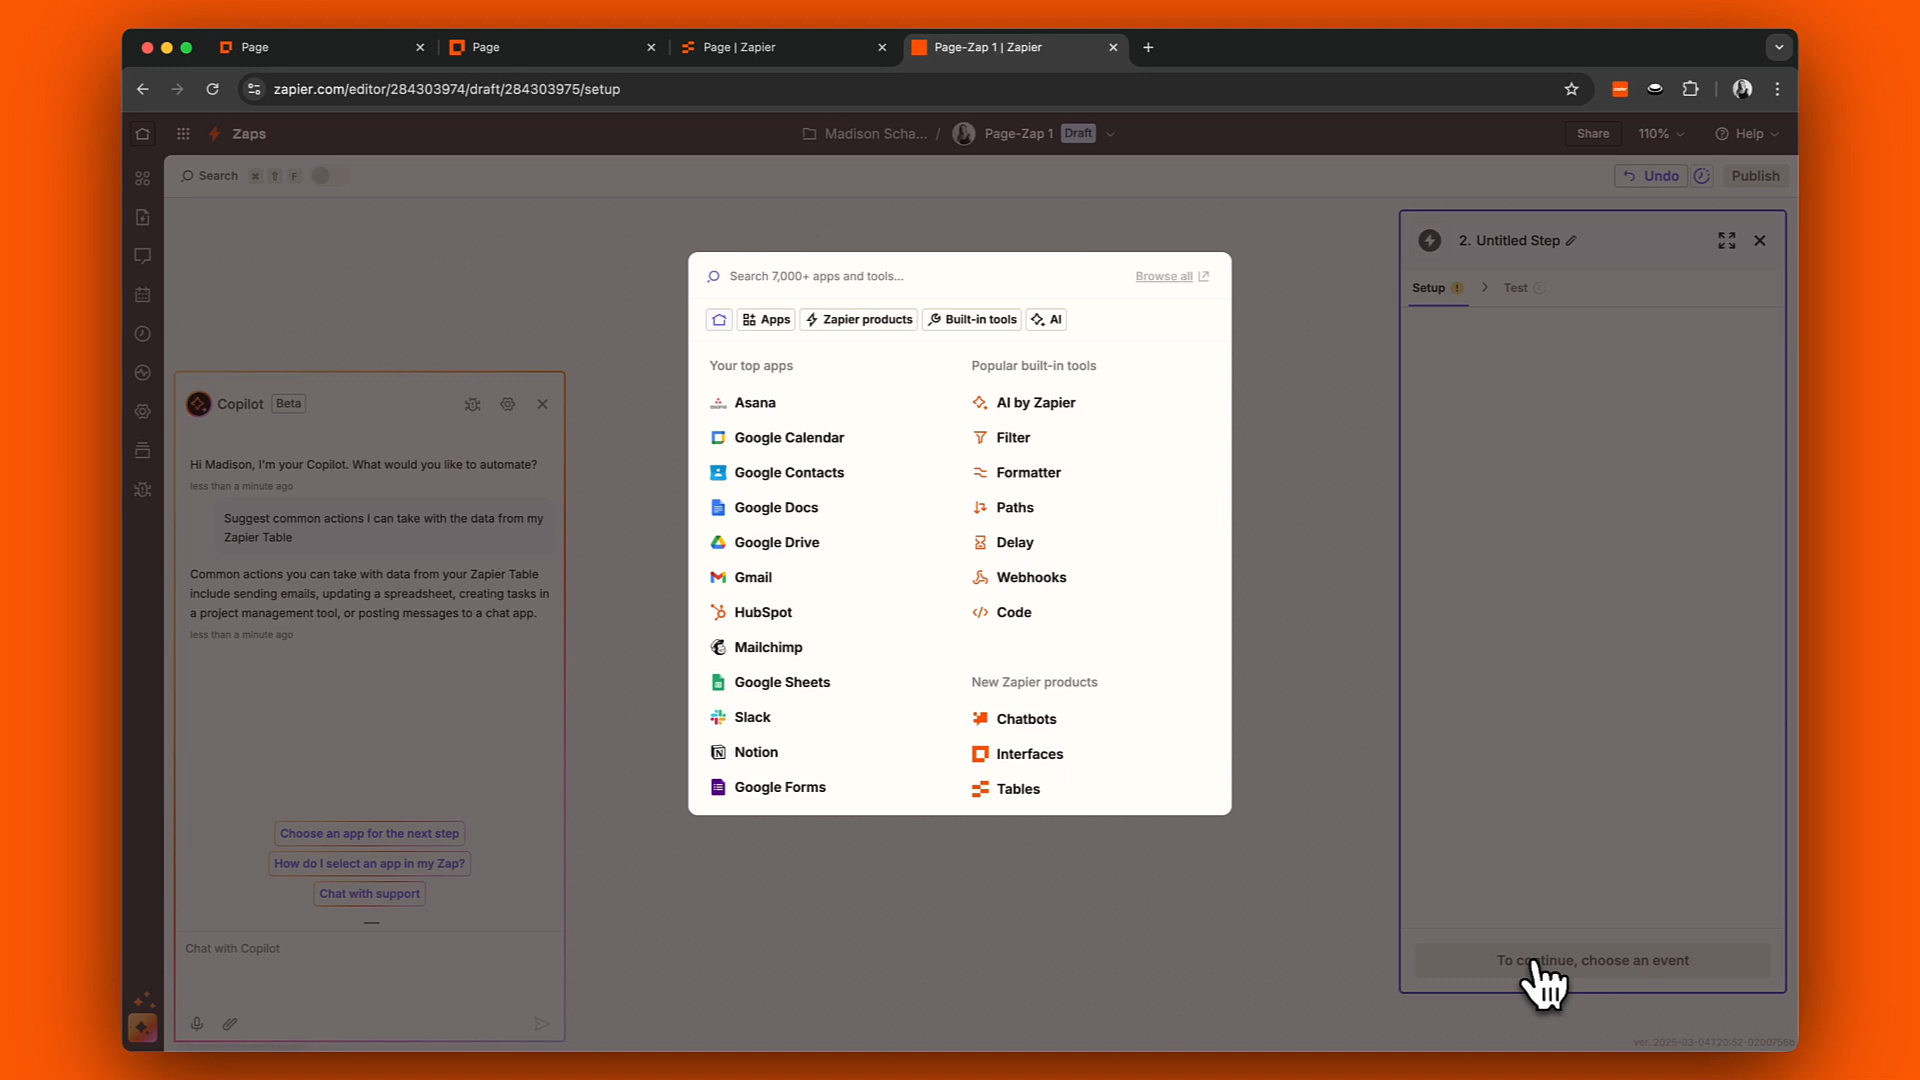 Page
Page
Page | Zapier
Page-Zap 1 | Zapier
zapier.com/editor/284303974/draft/284303975/setup
Zaps
Madison Scha... / Page-Zap 1 Draft
Share
110%
Help
Search ⌘ ⇧ F
Undo
Publish
Search 7,000+ apps and tools...
Browse all
Apps
Zapier products
Built-in tools
AI
Your top apps
Asana
Google Calendar
Google Contacts
Google Docs
Google Drive
Gmail
HubSpot
Mailchimp
Google Sheets
Slack
Notion
Google Forms
Popular built-in tools
AI by Zapier
Filter
Formatter
Paths
Delay
Webhooks
Code
New Zapier products
Chatbots
Interfaces
Tables
Copilot Beta
Hi Madison, I'm your Copilot. What would you like to automate?
less than a minute ago
Suggest common actions I can take with the data from my
Zapier Table
Common actions you can take with data from your Zapier Table
include sending emails, updating a spreadsheet, creating tasks in
a project management tool, or posting messages to a chat app.
less than a minute ago
Choose an app for the next step
How do I select an app in my Zap?
Chat with support
Chat with Copilot
2. Untitled Step
Setup
Test
To continue, choose an event
ver. 2025-03-04T20:52-0200756b